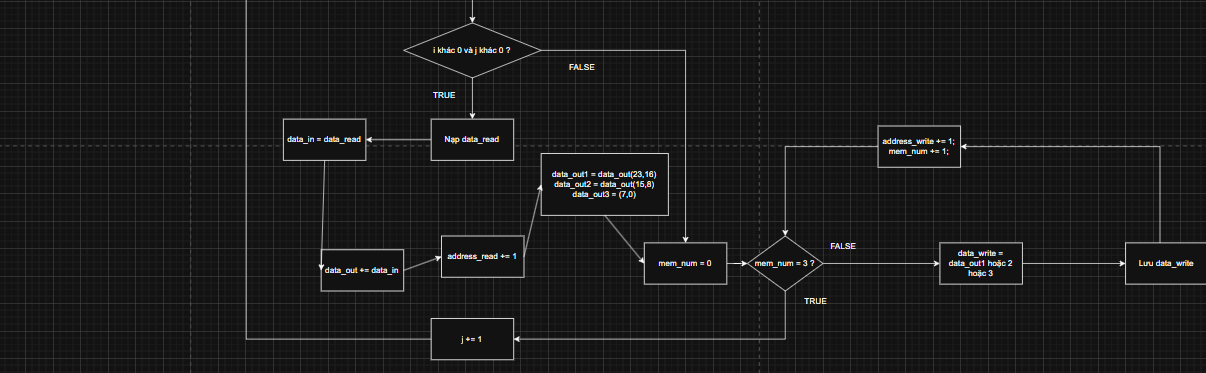 i khác 0 và j khác 0 ?
FALSE
TRUE
data_in = data_read
Nạp data_read
address_write += 1;
mem_num += 1;
data_out1 = data_out(23,16)
data_out2 = data_out(15,8)
data_out3 = (7,0)
data_out += data_in
address_read += 1
mem_num = 0
mem_num = 3 ?
FALSE
data_write =
data_out1 hoặc 2
hoặc 3
Lưu data_write
TRUE
j += 1